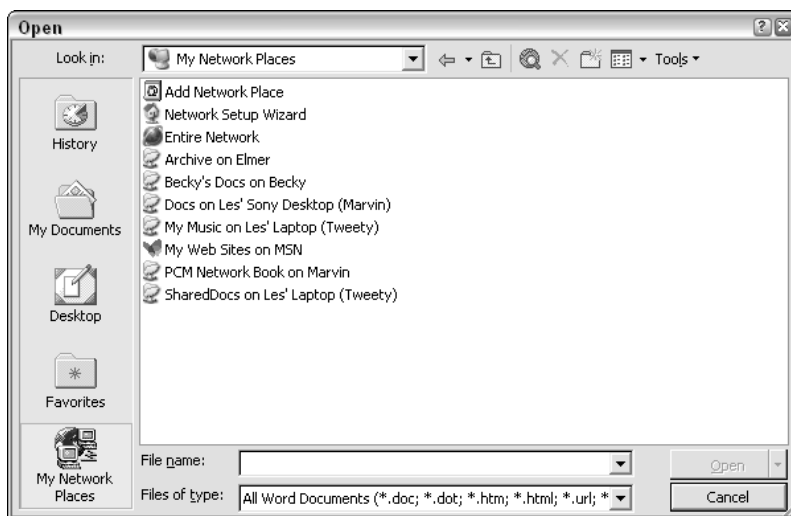 Open
Look in:
My Network Places
Tools
Add Network Place
Network Setup Wizard
Entire Network
Archive on Elmer
Becky's Docs on Becky
Docs on Les' Sony Desktop (Marvin)
My Music on Les' Laptop (Tweety)
My Web Sites on MSN
PCM Network Book on Marvin
SharedDocs on Les' Laptop (Tweety)
History
My Documents
Desktop
Favorites
My Network
Places
File name:
Open
Files of type:
All Word Documents (*.doc; *.dot; *.htm; *.html; *.url; *
Cancel